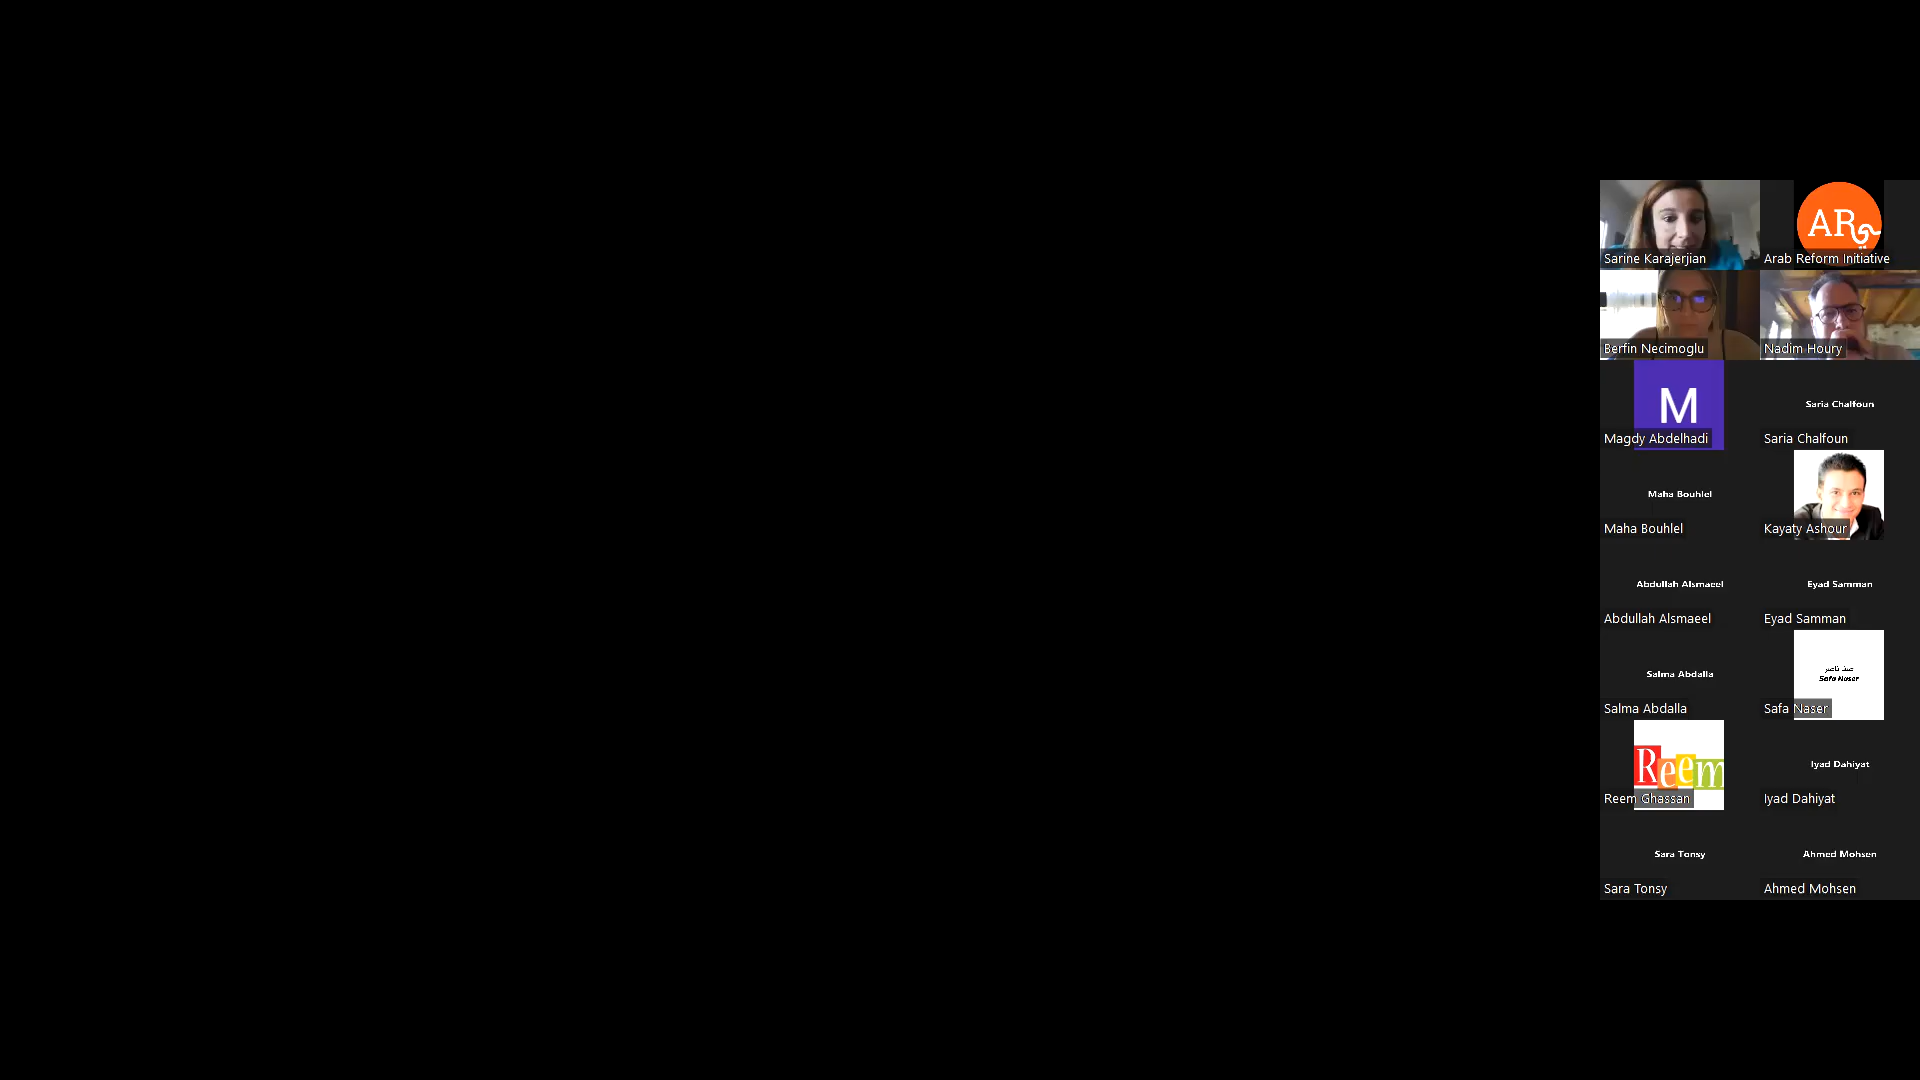 Sarine Karajerjian
AR
Arab Reform Initiative
Berfin Necimoglu
Nadim Houry
M
Magdy Abdelhadi
Saria Chalfoun
Saria Chalfoun
Maha Bouhlel
Maha Bouhlel
Kayaty Ashour
Abdullah Alsmaeel
Abdullah Alsmaeel
Eyad Samman
Eyad Samman
Salma Abdalla
Salma Abdalla
صفا ناصر
Safa Naser
Safa Naser
Reem
Reem Ghassan
Iyad Dahiyat
Iyad Dahiyat
Sara Tonsy
Sara Tonsy
Ahmed Mohsen
Ahmed Mohsen